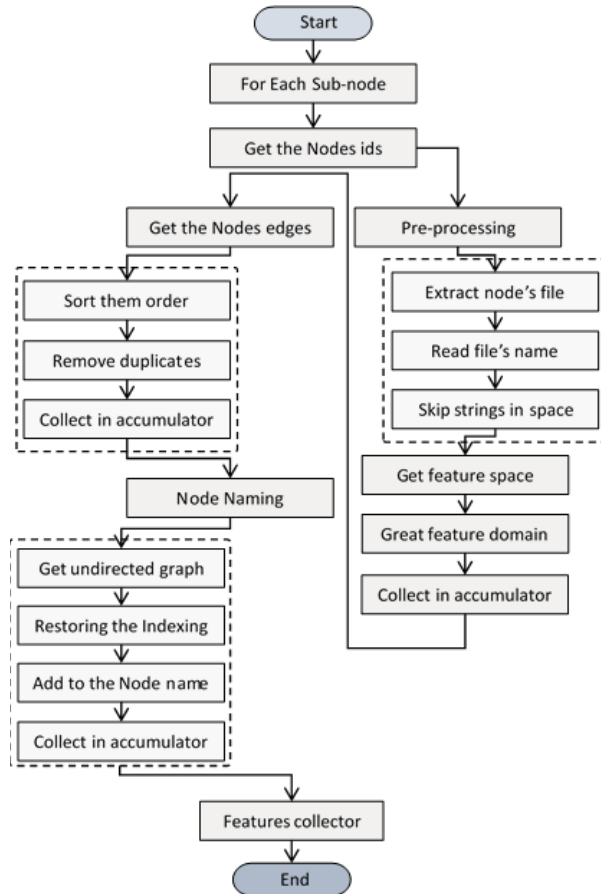 Start
For Each Sub-node
Get the Nodes ids
Get the Nodes edges
Pre-processing
Sort them order
Remove duplicates
Collect in accumulator
Extract node's file
Read file's name
Skip strings in space
Get feature space
Great feature domain
Collect in accumulator
Node Naming
Get undirected graph
Restoring the Indexing
Add to the Node name
Collect in accumulator
Features collector
End